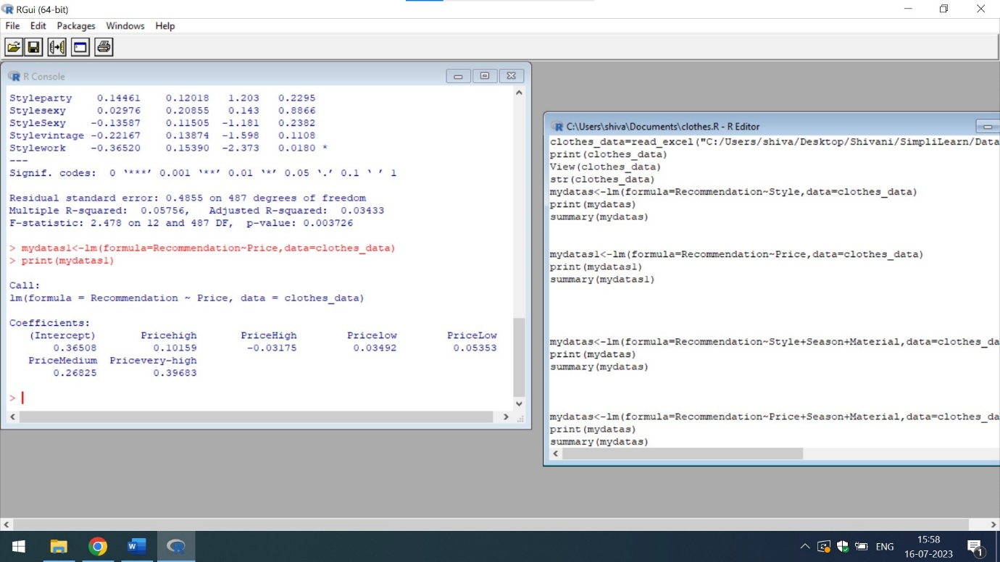 RGui (64-bit)
File Edit Packages Windows Help
R Console
Styleparty 0.14461 0.12018 1.203 0.2295
Stylesexy 0.02976 0.20855 0.143 0.8866
StyleSexy -0.13587 0.11505 -1.181 0.2382
Stylevintage -0.22167 0.13874 -1.598 0.1108
Stylework -0.36520 0.15390 -2.373 0.0180 *
---
Signif. codes: 0 ‘***’ 0.001 ‘**’ 0.01 ‘*’ 0.05 ‘.’ 0.1 ‘ ’ 1
Residual standard error: 0.4855 on 487 degrees of freedom
Multiple R-squared: 0.05756, Adjusted R-squared: 0.03433
F-statistic: 2.478 on 12 and 487 DF, p-value: 0.003726
> mydatas1<-lm(formula=Recommendation~Price,data=clothes_data)
> print(mydatas1)
Call:
lm(formula = Recommendation ~ Price, data = clothes_data)
Coefficients:
(Intercept) Pricehigh PriceHigh Pricelow PriceLow
0.36508 0.10159 -0.03175 0.03492 0.05353
PriceMedium Pricevery-high
0.26825 0.39683
>
C:\Users\shiva\Documents\clothes.R - R Editor
clothes_data=read_excel("C:/Users/shiva/Desktop/Shivani/SimpliLearn/Data
print(clothes_data)
View(clothes_data)
str(clothes_data)
mydatas<-lm(formula=Recommendation~Style,data=clothes_data)
print(mydatas)
summary(mydatas)
mydatas1<-lm(formula=Recommendation~Price,data=clothes_data)
print(mydatas1)
summary(mydatas1)
mydatas<-lm(formula=Recommendation~Style+Season+Material,data=clothes_da
print(mydatas)
summary(mydatas)
mydatas<-lm(formula=Recommendation~Price+Season+Material,data=clothes_da
print(mydatas)
summary(mydatas)
ENG
15:58
16-07-2023
1